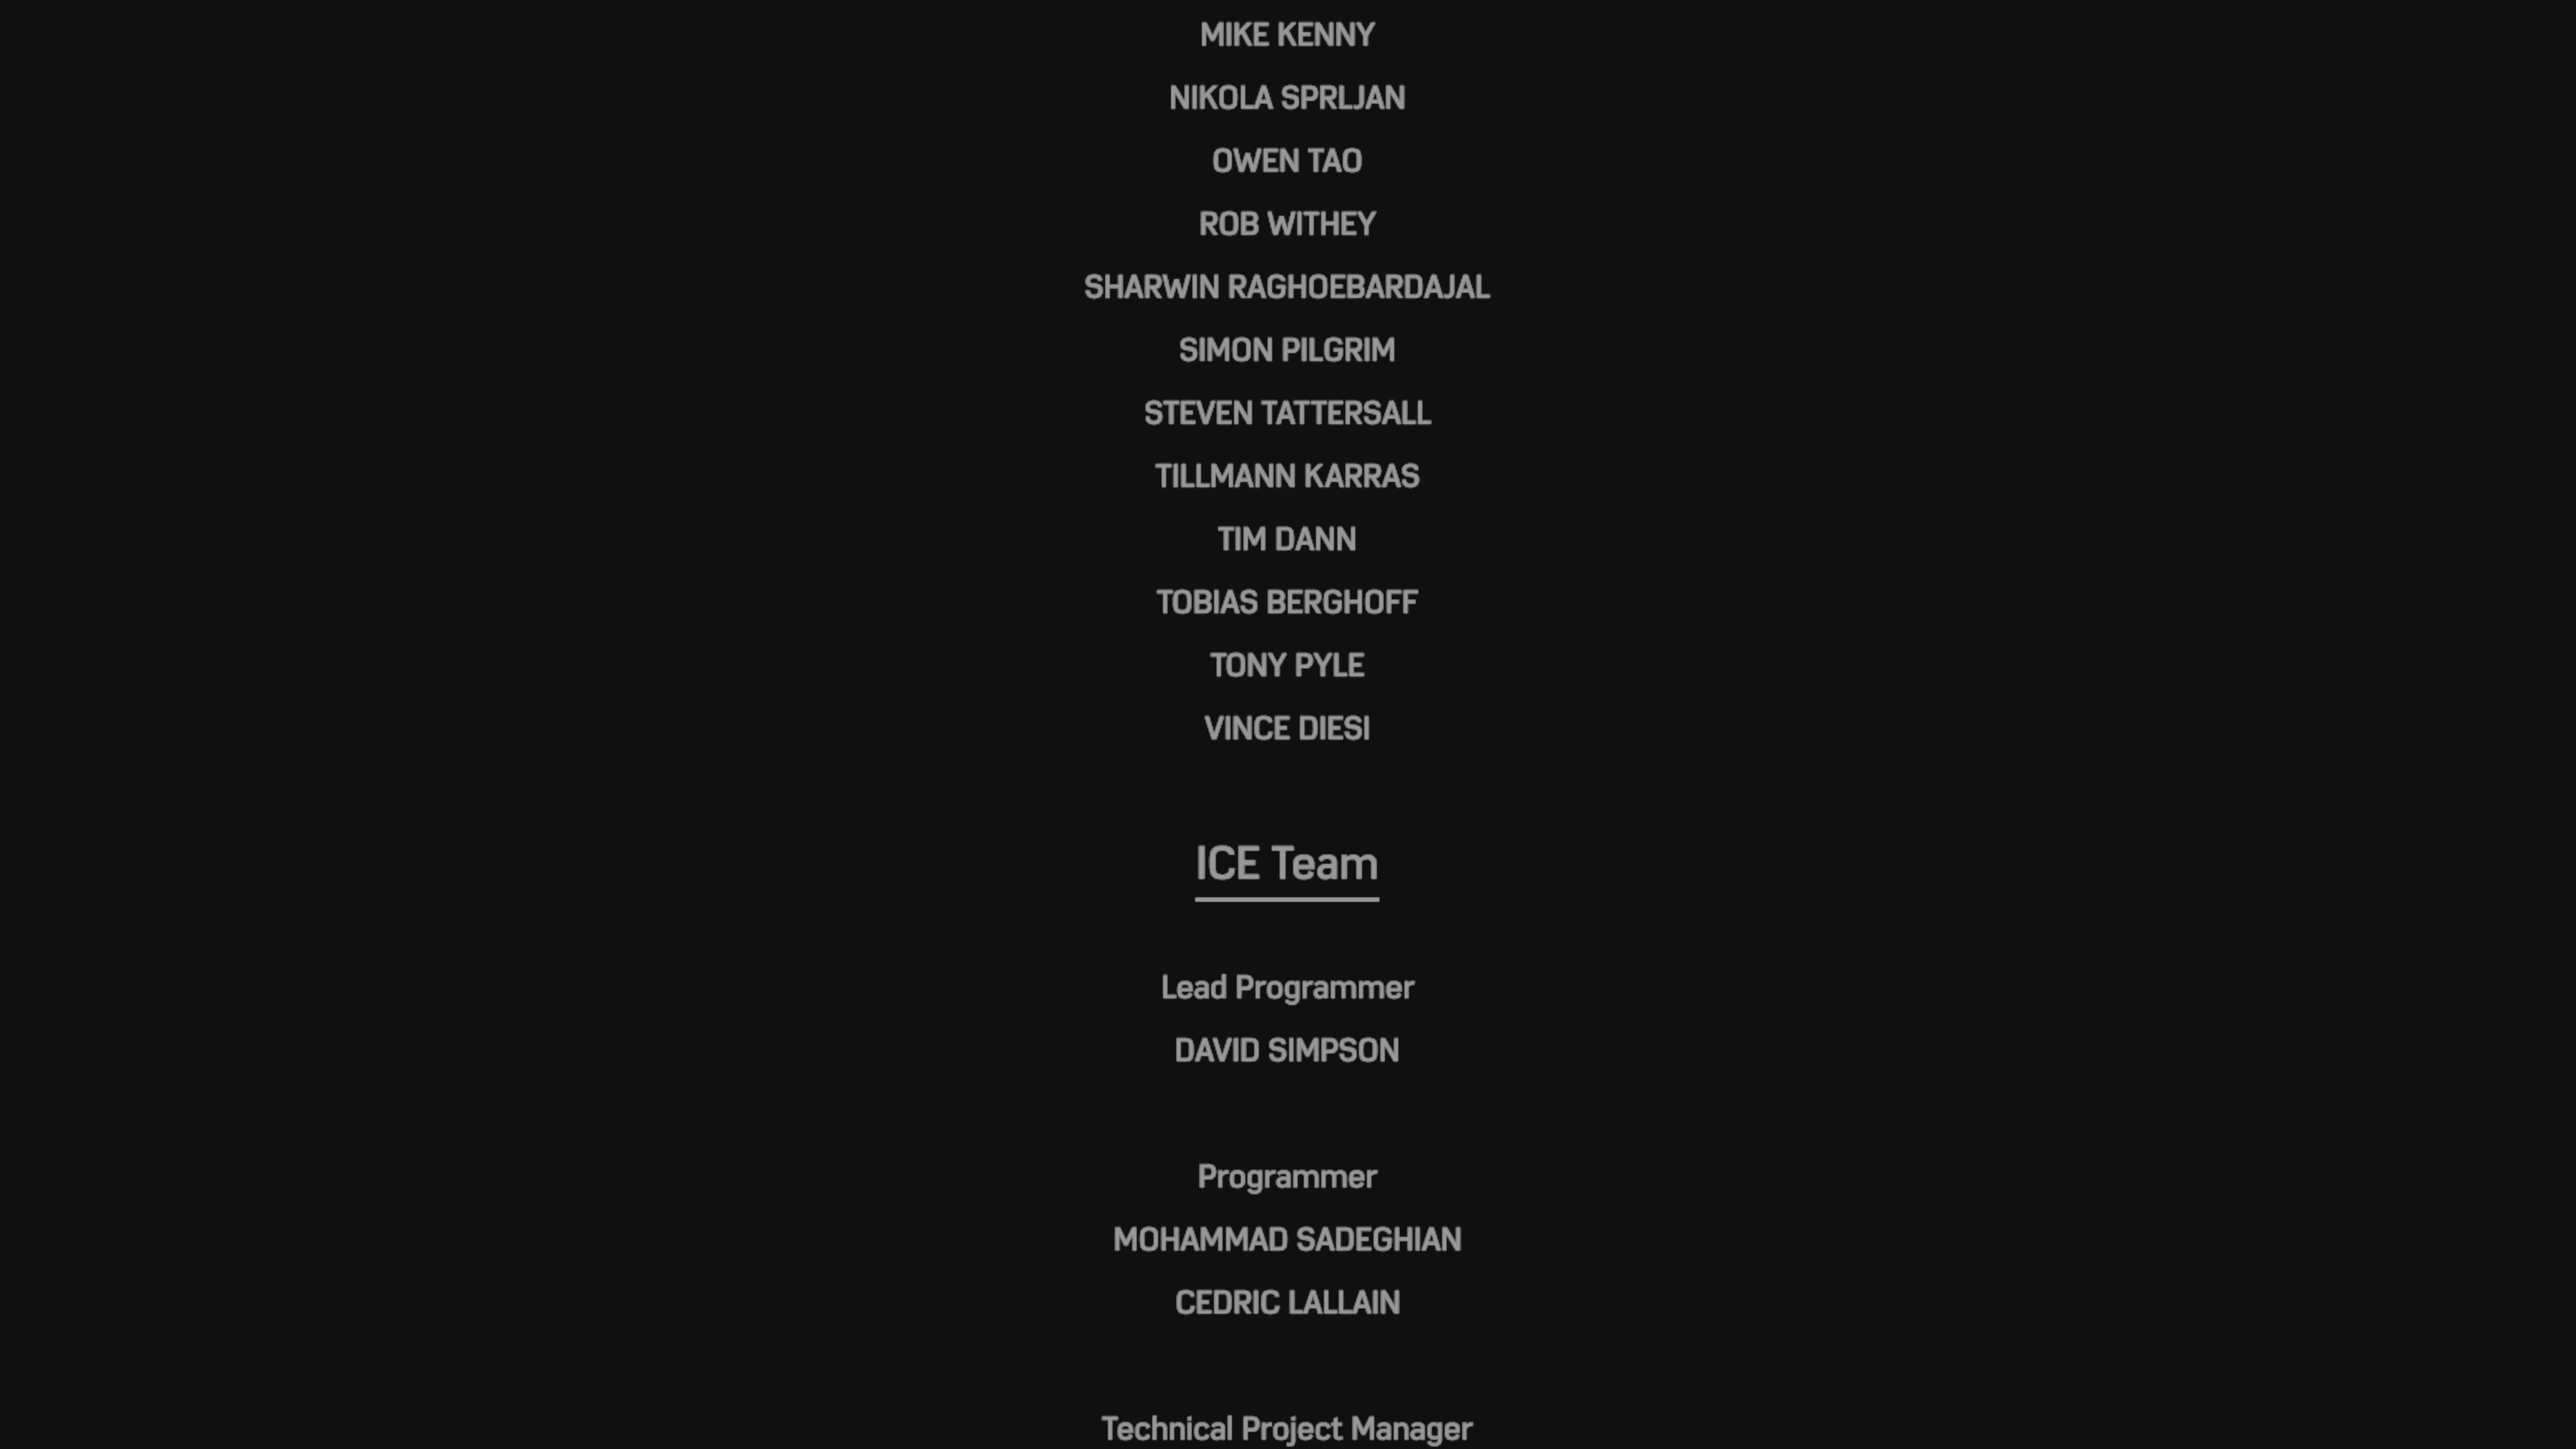 MIKE KENNY
NIKOLA SPRLJAN
OWEN TAO
ROB WITHEY
SHARWIN RAGHOEBARDAJAL
SIMON PILGRIM
STEVEN TATTERSALL
TILLMANN KARRAS
TIM DANN
TOBIAS BERGHOFF
TONY PYLE
VINCE DIESI
ICE Team
Lead Programmer
DAVID SIMPSON
Programmer
MOHAMMAD SADEGHIAN
CEDRIC LALLAIN
Technical Project Manager